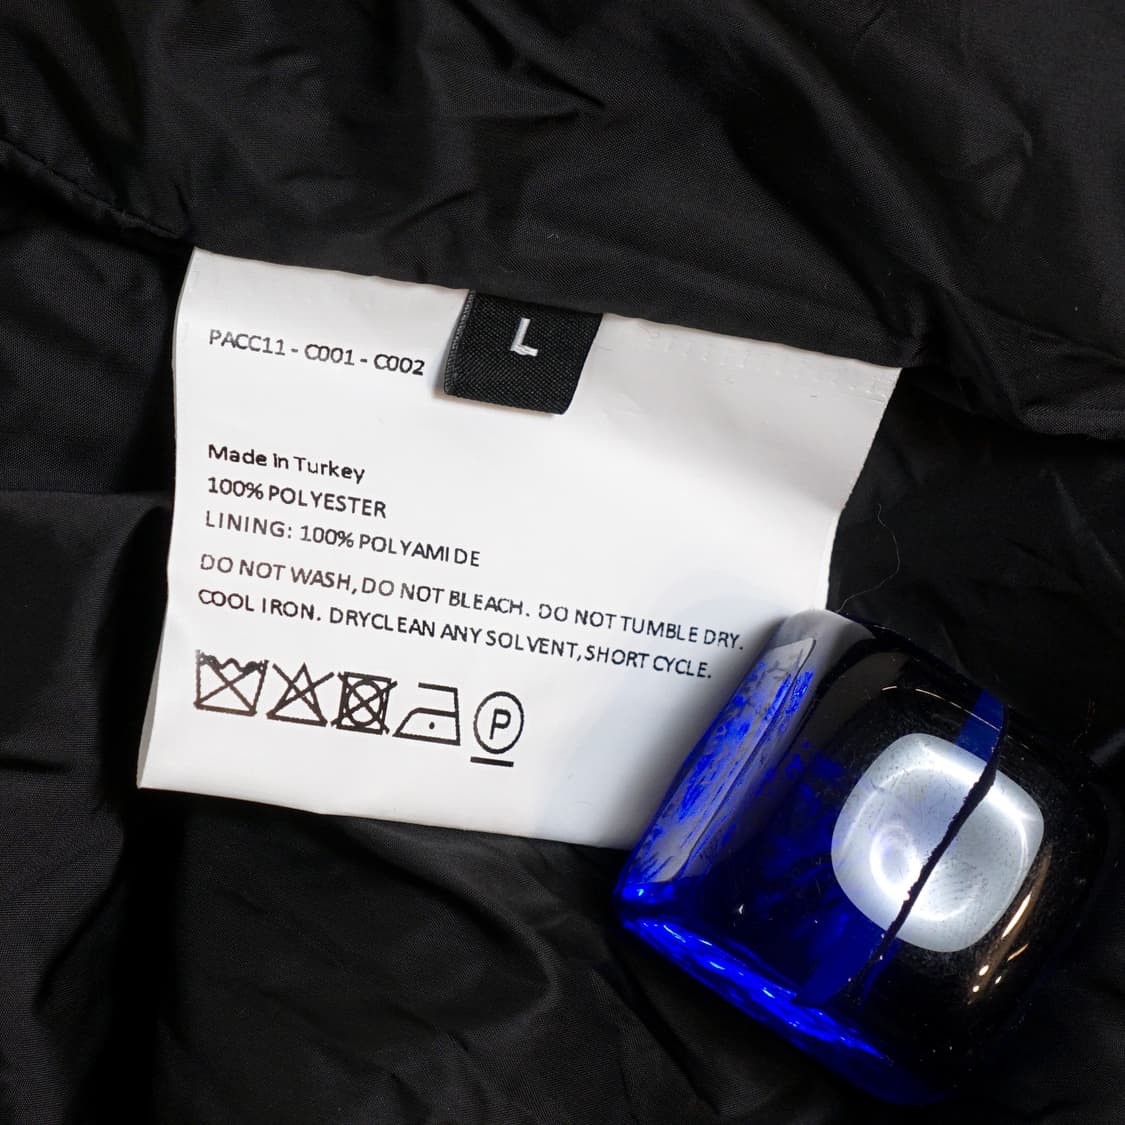 L
PACC11 - C001 - C002
Made in Turkey
100% POLYESTER
LINING: 100% POLYAMIDE
DO NOT WASH, DO NOT BLEACH. DO NOT TUMBLE DRY.
COOL IRON. DRYCLEAN ANY SOLVENT, SHORT CYCLE.
P